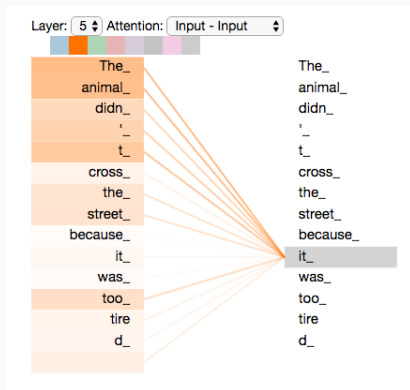 Layer: 5 Attention: Input - Input
The_ The_
animal_ animal_
didn_ didn_
'_ '_
t_ t_
cross_ cross_
the_ the_
street_ street_
because_ because_
it_ it_
was_ was_
too_ too_
tire tire
d_ d_